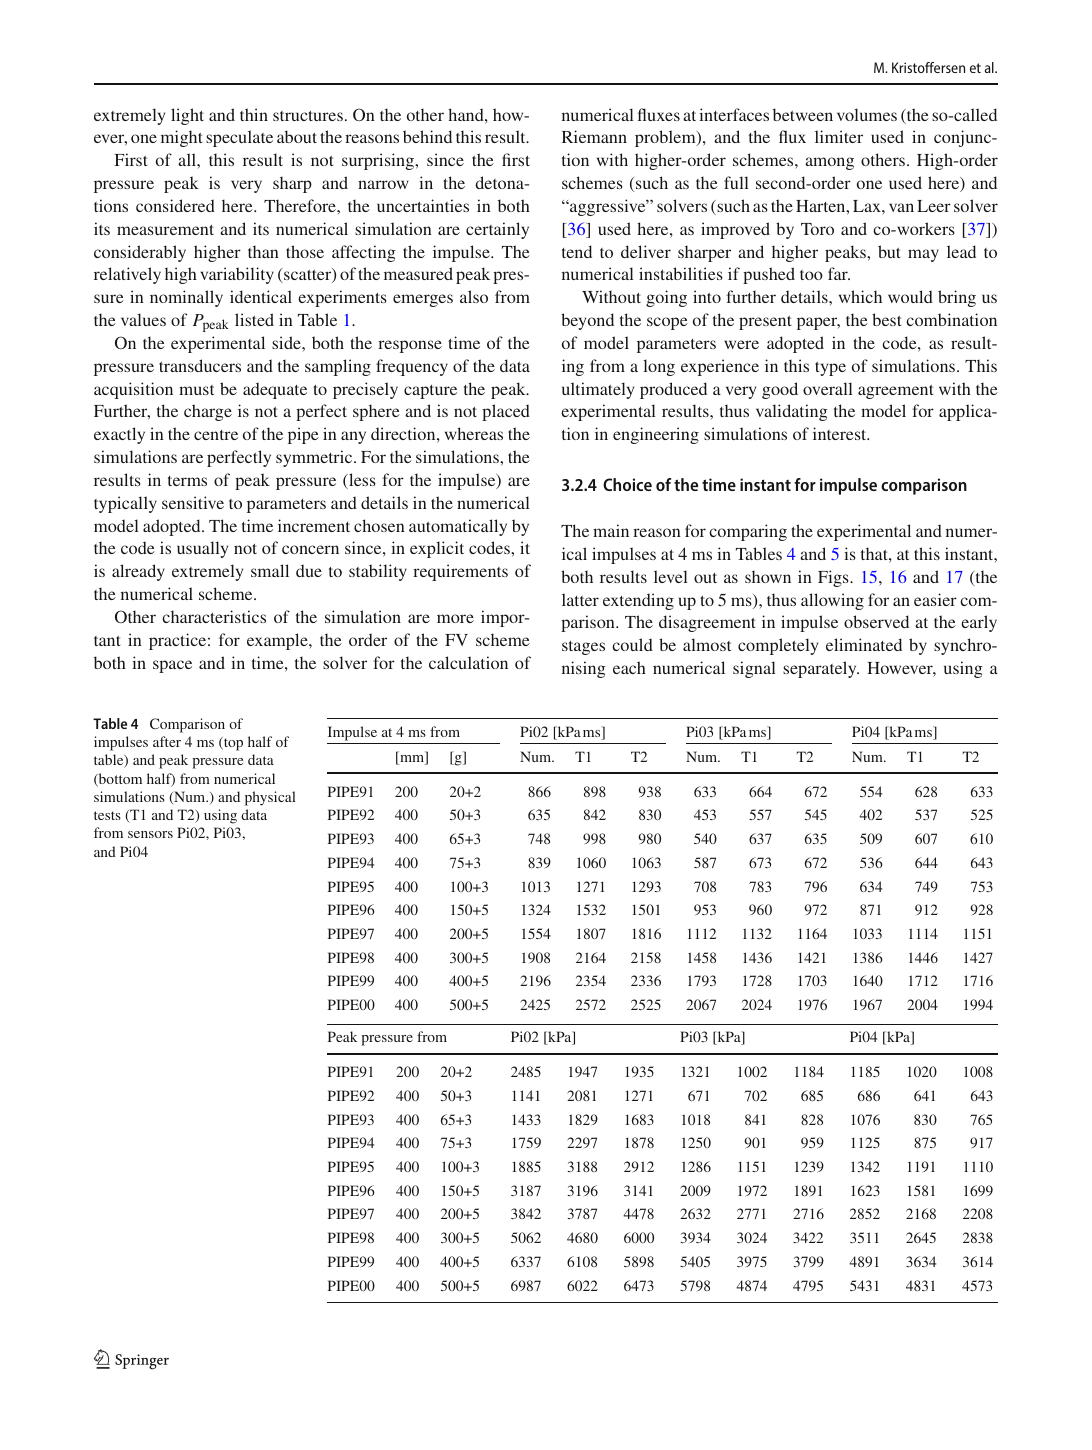 M. Kristoffersen et al.
extremely light and thin structures. On the other hand, how-
ever, one might speculate about the reasons behind this result.
First of all, this result is not surprising, since the first
pressure peak is very sharp and narrow in the detona-
tions considered here. Therefore, the uncertainties in both
its measurement and its numerical simulation are certainly
considerably higher than those affecting the impulse. The
relatively high variability (scatter) of the measured peak pres-
sure in nominally identical experiments emerges also from
the values of Ppeak listed in Table 1.
On the experimental side, both the response time of the
pressure transducers and the sampling frequency of the data
acquisition must be adequate to precisely capture the peak.
Further, the charge is not a perfect sphere and is not placed
exactly in the centre of the pipe in any direction, whereas the
simulations are perfectly symmetric. For the simulations, the
results in terms of peak pressure (less for the impulse) are
typically sensitive to parameters and details in the numerical
model adopted. The time increment chosen automatically by
the code is usually not of concern since, in explicit codes, it
is already extremely small due to stability requirements of
the numerical scheme.
Other characteristics of the simulation are more impor-
tant in practice: for example, the order of the FV scheme
both in space and in time, the solver for the calculation of
numerical fluxes at interfaces between volumes (the so-called
Riemann problem), and the flux limiter used in conjunc-
tion with higher-order schemes, among others. High-order
schemes (such as the full second-order one used here) and
“aggressive” solvers (such as the Harten, Lax, van Leer solver
[36] used here, as improved by Toro and co-workers [37])
tend to deliver sharper and higher peaks, but may lead to
numerical instabilities if pushed too far.
Without going into further details, which would bring us
beyond the scope of the present paper, the best combination
of model parameters were adopted in the code, as result-
ing from a long experience in this type of simulations. This
ultimately produced a very good overall agreement with the
experimental results, thus validating the model for applica-
tion in engineering simulations of interest.
3.2.4 Choice of the time instant for impulse comparison
The main reason for comparing the experimental and numer-
ical impulses at 4 ms in Tables 4 and 5 is that, at this instant,
both results level out as shown in Figs. 15, 16 and 17 (the
latter extending up to 5 ms), thus allowing for an easier com-
parison. The disagreement in impulse observed at the early
stages could be almost completely eliminated by synchro-
nising each numerical signal separately. However, using a
Table 4 Comparison of
impulses after 4 ms (top half of
table) and peak pressure data
(bottom half) from numerical
simulations (Num.) and physical
tests (T1 and T2) using data
from sensors Pi02, Pi03,
and Pi04
Impulse at 4 ms from Pi02 [kPa ms] Pi03 [kPa ms] Pi04 [kPa ms]
[mm] [g] Num. T1 T2 Num. T1 T2 Num. T1 T2
PIPE91 200 20+2 866 898 938 633 664 672 554 628 633
PIPE92 400 50+3 635 842 830 453 557 545 402 537 525
PIPE93 400 65+3 748 998 980 540 637 635 509 607 610
PIPE94 400 75+3 839 1060 1063 587 673 672 536 644 643
PIPE95 400 100+3 1013 1271 1293 708 783 796 634 749 753
PIPE96 400 150+5 1324 1532 1501 953 960 972 871 912 928
PIPE97 400 200+5 1554 1807 1816 1112 1132 1164 1033 1114 1151
PIPE98 400 300+5 1908 2164 2158 1458 1436 1421 1386 1446 1427
PIPE99 400 400+5 2196 2354 2336 1793 1728 1703 1640 1712 1716
PIPE00 400 500+5 2425 2572 2525 2067 2024 1976 1967 2004 1994
Peak pressure from Pi02 [kPa] Pi03 [kPa] Pi04 [kPa]
PIPE91 200 20+2 2485 1947 1935 1321 1002 1184 1185 1020 1008
PIPE92 400 50+3 1141 2081 1271 671 702 685 686 641 643
PIPE93 400 65+3 1433 1829 1683 1018 841 828 1076 830 765
PIPE94 400 75+3 1759 2297 1878 1250 901 959 1125 875 917
PIPE95 400 100+3 1885 3188 2912 1286 1151 1239 1342 1191 1110
PIPE96 400 150+5 3187 3196 3141 2009 1972 1891 1623 1581 1699
PIPE97 400 200+5 3842 3787 4478 2632 2771 2716 2852 2168 2208
PIPE98 400 300+5 5062 4680 6000 3934 3024 3422 3511 2645 2838
PIPE99 400 400+5 6337 6108 5898 5405 3975 3799 4891 3634 3614
PIPE00 400 500+5 6987 6022 6473 5798 4874 4795 5431 4831 4573
Springer